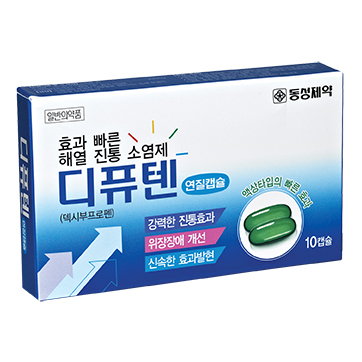 일반의약품
동성제약
효과 빠른
해열 진통 소염제
디퓨텐 연질캡슐
(덱시부프로펜)
강력한 진통효과
위장장애 개선
신속한 효과발현
액상타입의 빠른 효과
10캡슐
디퓨텐